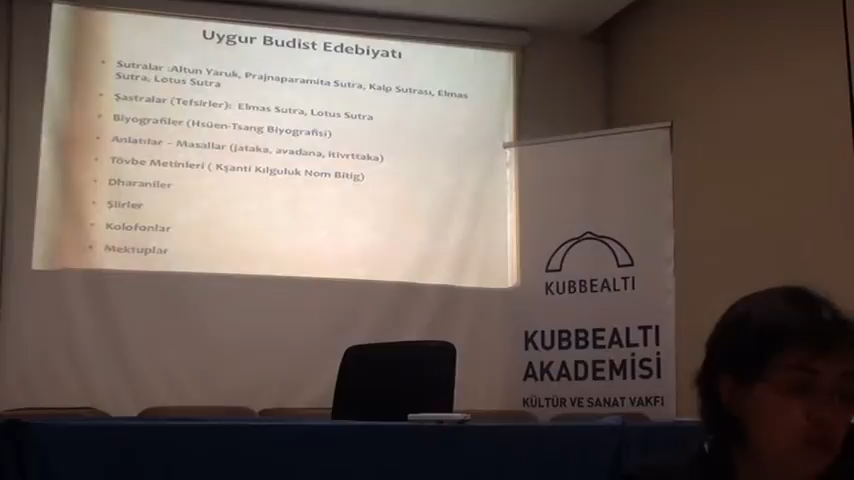 Uygur Budist Edebiyatı
• Sutralar :Altun Yaruk, Prajnaparamita Sutra, Kalp Sutrası, Elmas
Sutra, Lotus Sutra
• Şastralar (Tefsirler): Elmas Sutra, Lotus Sutra
• Biyografiler (Hsüen-Tsang Biyografisi)
• Anlatılar – Masallar (jataka, avadana, itivrttaka)
• Tövbe Metinleri ( Kşanti Kılguluk Nom Bitig)
• Dharaniler
• Şiirler
• Kolofonlar
• Mektuplar
KUBBEALTI
KUBBEALTI
AKADEMİSİ
KÜLTÜR VE SANAT VAKFI